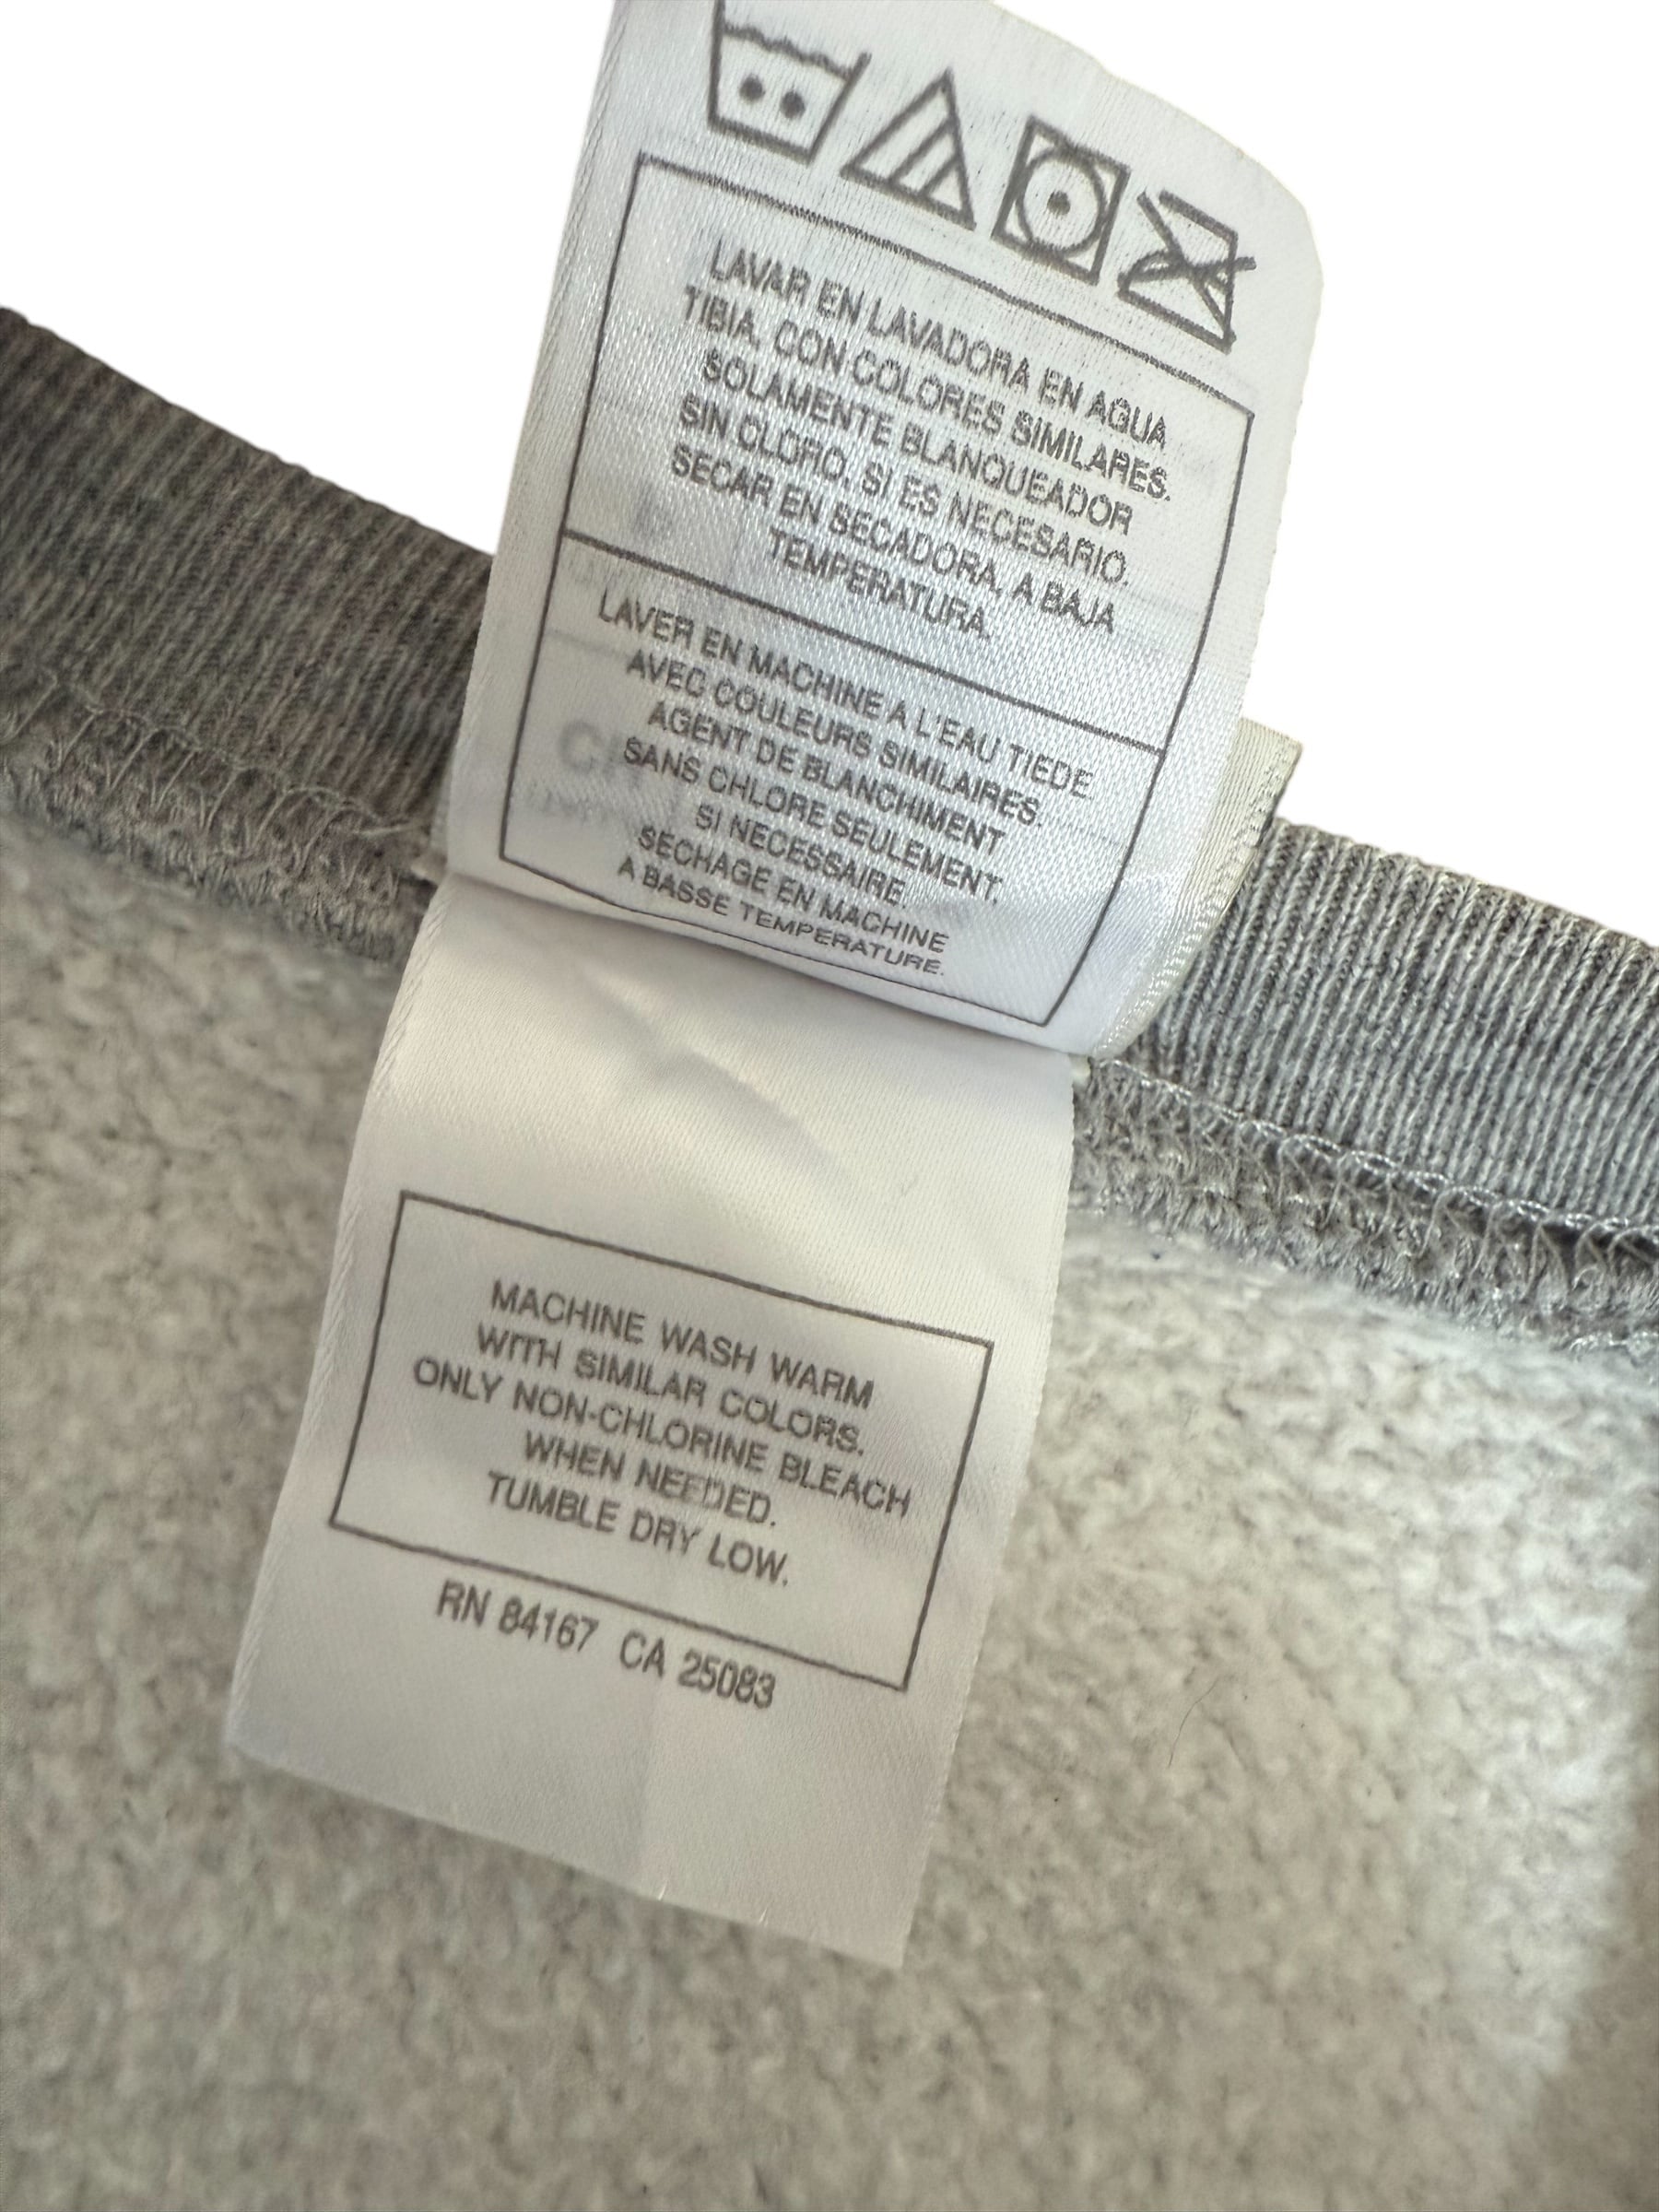 LAVAR EN LAVADORA EN AGUA
TIBIA, CON COLORES SIMILARES.
SOLAMENTE BLANQUEADOR
SIN CLORO, SI ES NECESARIO.
SECAR EN SECADORA, A BAJA
TEMPERATURA.
LAVER EN MACHINE A L'EAU TIEDE
AVEC COULEURS SIMILAIRES.
AGENT DE BLANCHIMENT
SANS CHLORE SEULEMENT,
SI NECESSAIRE.
SECHAGE EN MACHINE
A BASSE TEMPERATURE.
MACHINE WASH WARM
WITH SIMILAR COLORS.
ONLY NON-CHLORINE BLEACH
WHEN NEEDED.
TUMBLE DRY LOW.
RN 84167 CA 25083